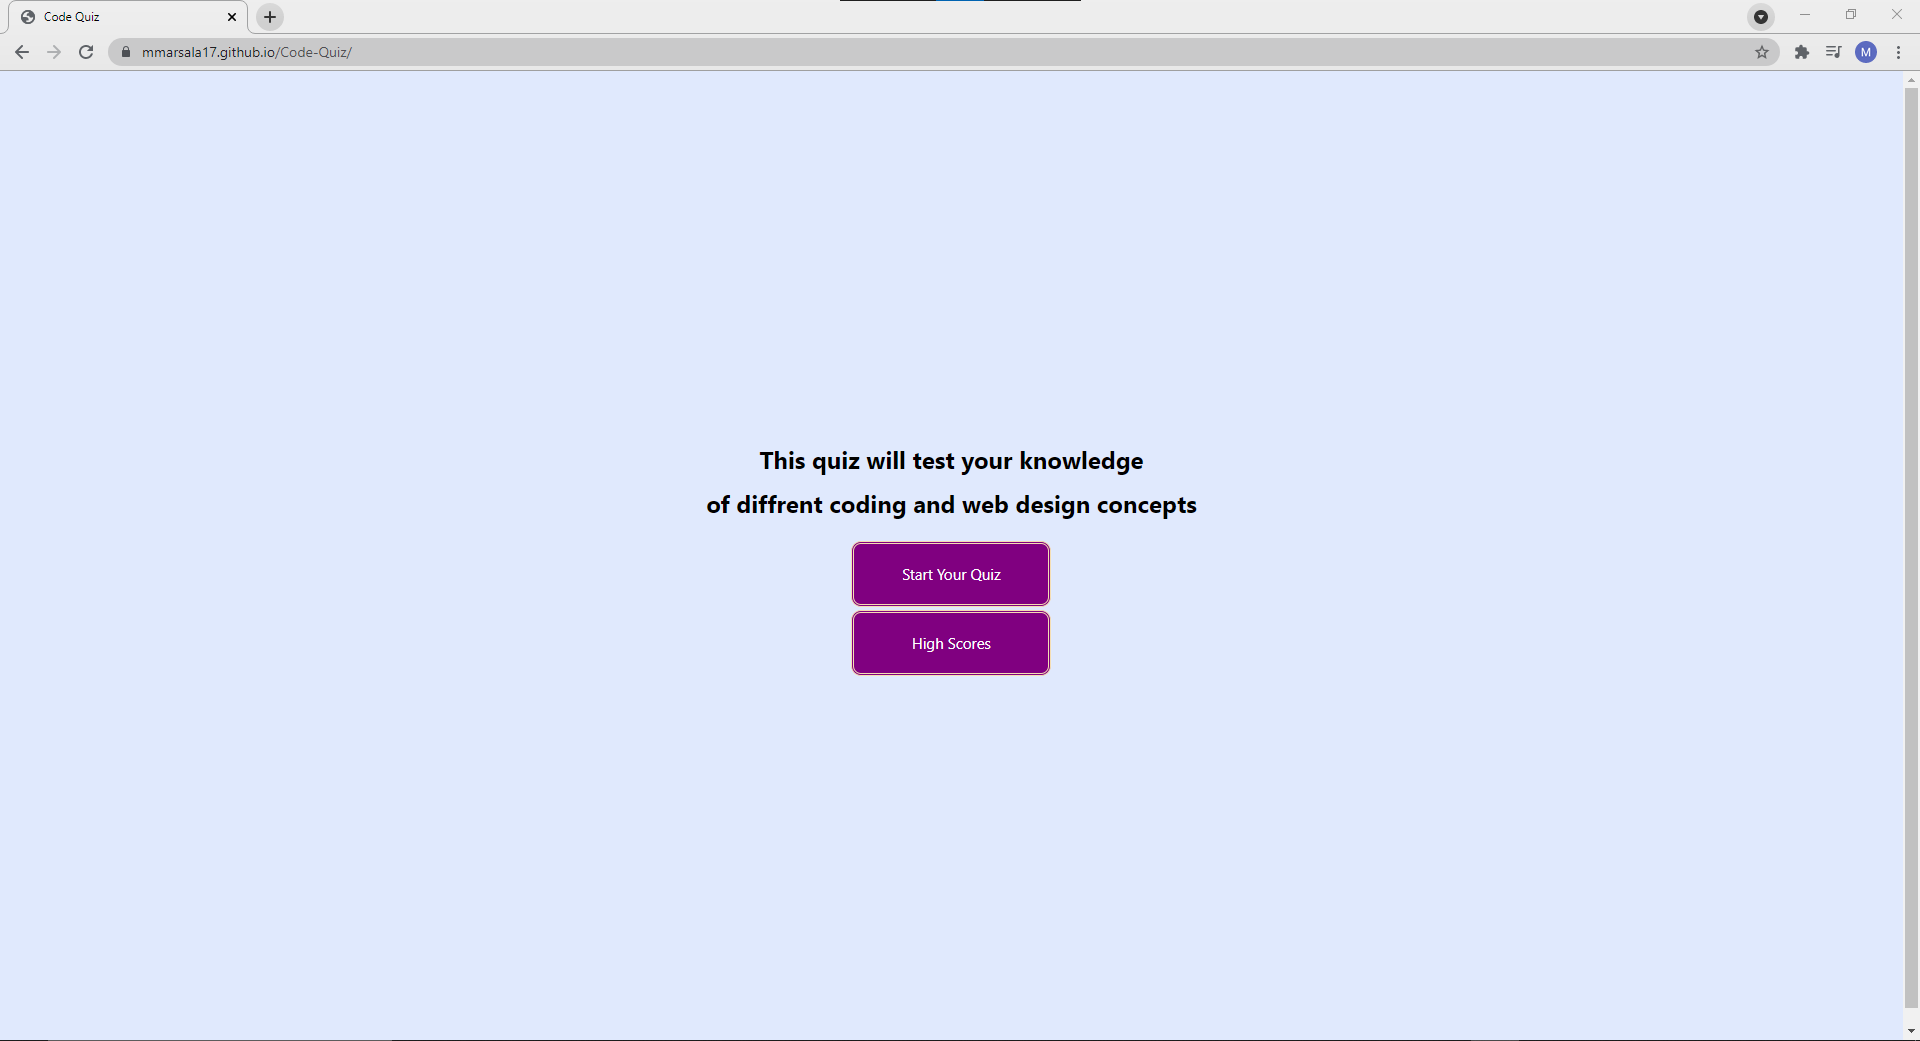 Code Quiz
mmarsala17.github.io/Code-Quiz/
M
This quiz will test your knowledge
of diffrent coding and web design concepts
Start Your Quiz
High Scores